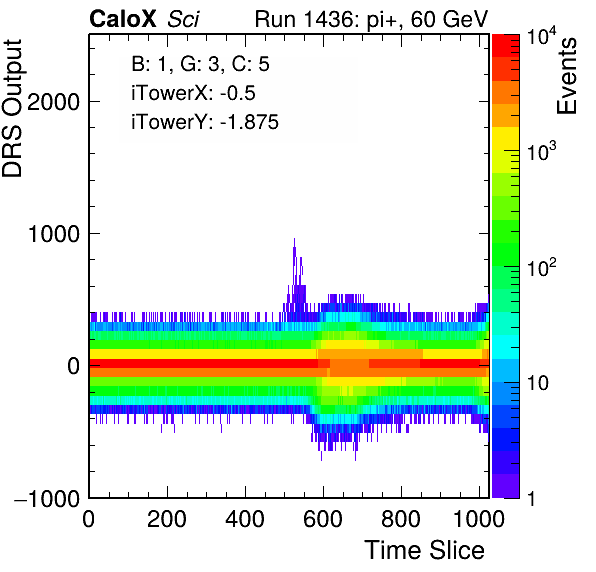 CaloX Sci
Run 1436: pi+, 60 GeV
B: 1, G: 3, C: 5
iTowerX: -0.5
iTowerY: -1.875
DRS Output
2000
1000
0
−1000
0 200 400 600 800 1000
Time Slice
Events
10^4
10^3
10^2
10
1